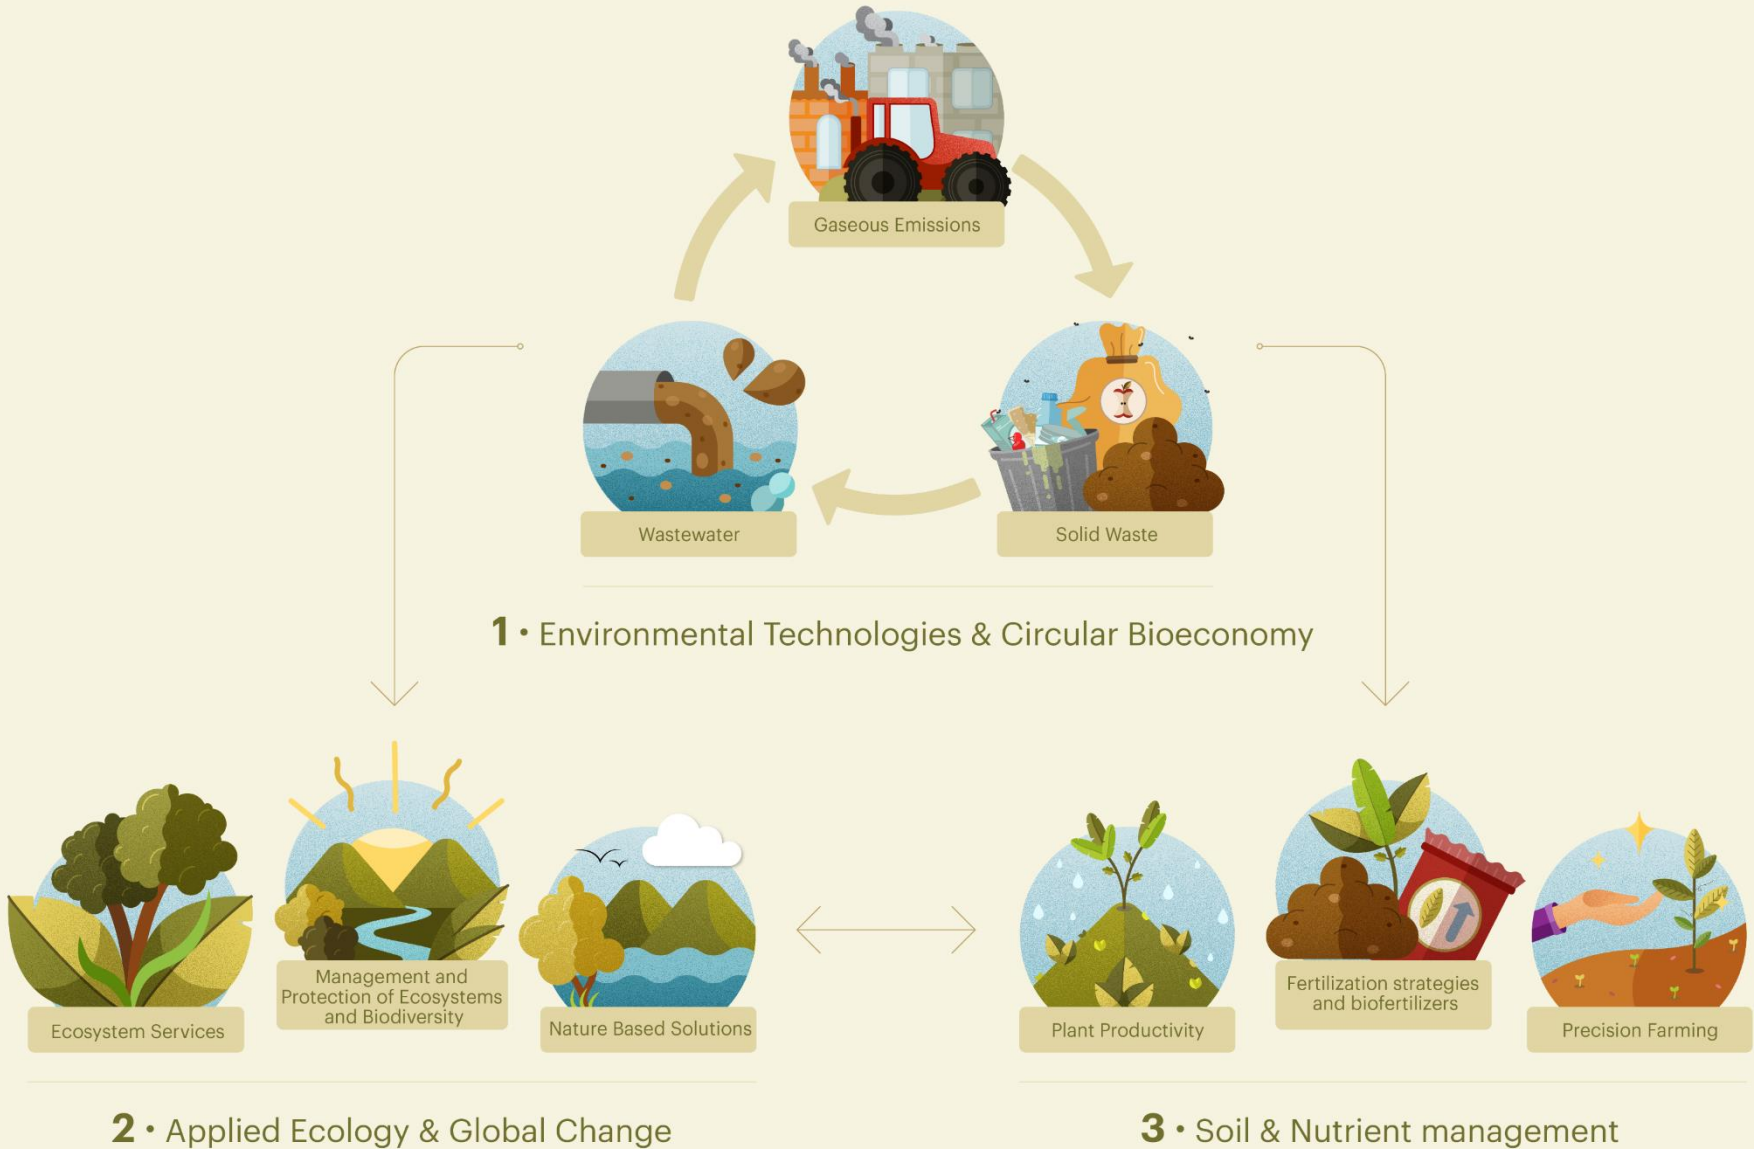 Gaseous Emissions
Wastewater
Solid Waste
1 • Environmental Technologies & Circular Bioeconomy
Ecosystem Services
Management and
Protection of Ecosystems
and Biodiversity
Nature Based Solutions
Plant Productivity
Fertilization strategies
and biofertilizers
Precision Farming
2 • Applied Ecology & Global Change
3 • Soil & Nutrient management